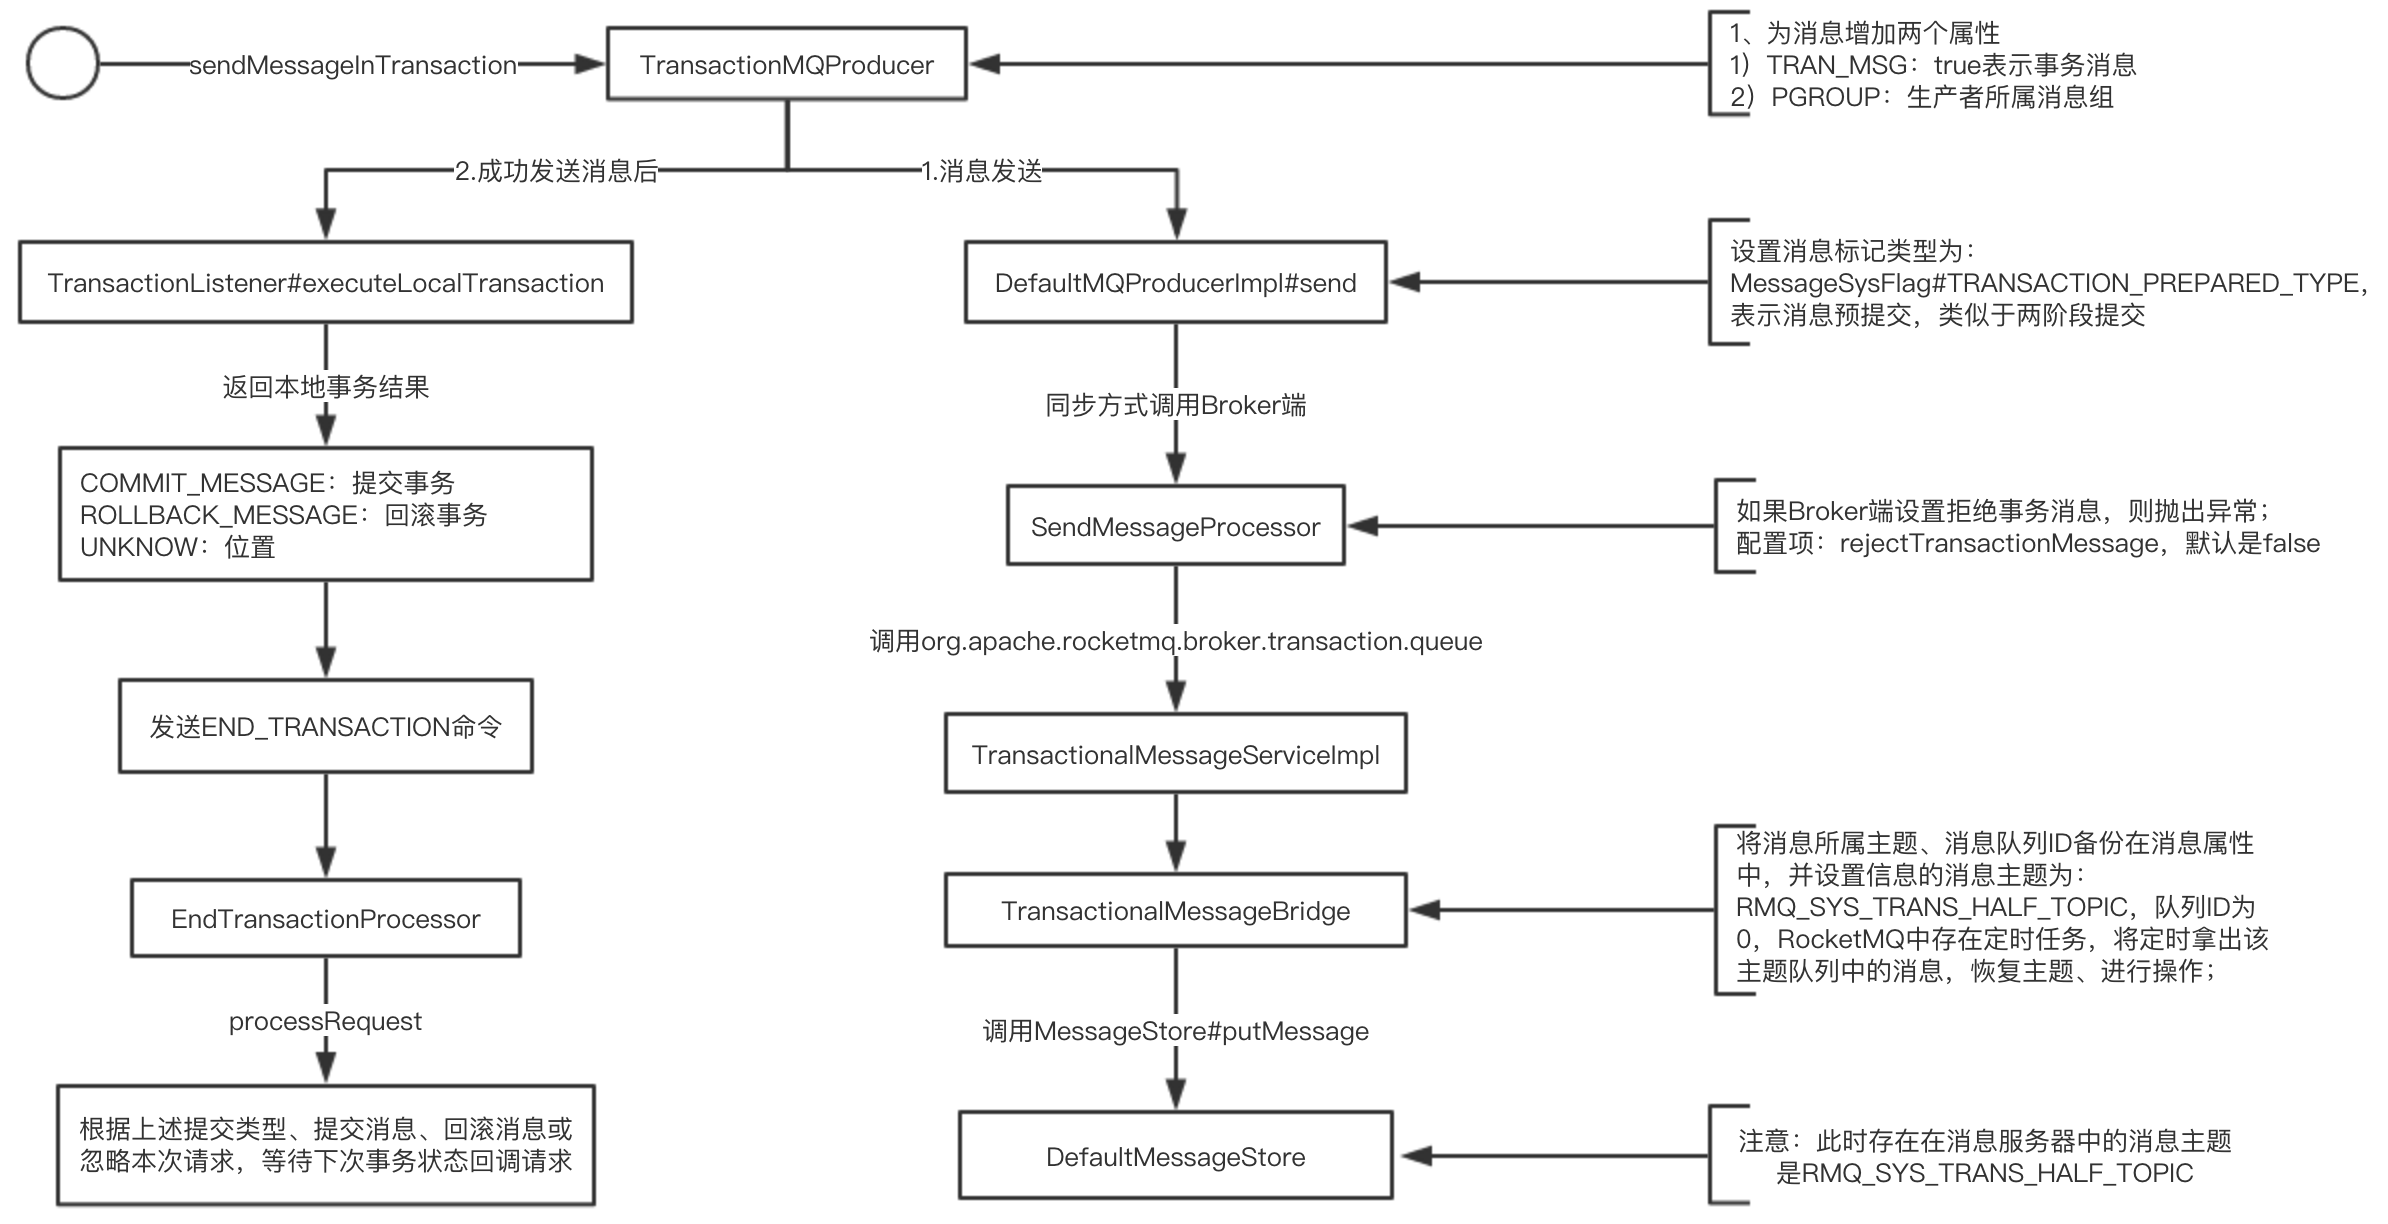 sendMessageInTransaction
TransactionMQProducer
1、为消息增加两个属性
1）TRAN_MSG：true表示事务消息
2）PGROUP：生产者所属消息组
2.成功发送消息后
1.消息发送
TransactionListener#executeLocalTransaction
DefaultMQProducerImpl#send
设置消息标记类型为：
MessageSysFlag#TRANSACTION_PREPARED_TYPE，
表示消息预提交，类似于两阶段提交
返回本地事务结果
同步方式调用Broker端
COMMIT_MESSAGE：提交事务
ROLLBACK_MESSAGE：回滚事务
UNKNOW：位置
SendMessageProcessor
如果Broker端设置拒绝事务消息，则抛出异常；
配置项：rejectTransactionMessage，默认是false
调用org.apache.rocketmq.broker.transaction.queue
发送END_TRANSACTION命令
TransactionalMessageServiceImpl
EndTransactionProcessor
TransactionalMessageBridge
将消息所属主题、消息队列ID备份在消息属性
中，并设置信息的消息主题为：
RMQ_SYS_TRANS_HALF_TOPIC，队列ID为
0，RocketMQ中存在定时任务，将定时拿出该
主题队列中的消息，恢复主题、进行操作；
processRequest
调用MessageStore#putMessage
根据上述提交类型、提交消息、回滚消息或
忽略本次请求，等待下次事务状态回调请求
DefaultMessageStore
注意：此时存在在消息服务器中的消息主题
是RMQ_SYS_TRANS_HALF_TOPIC